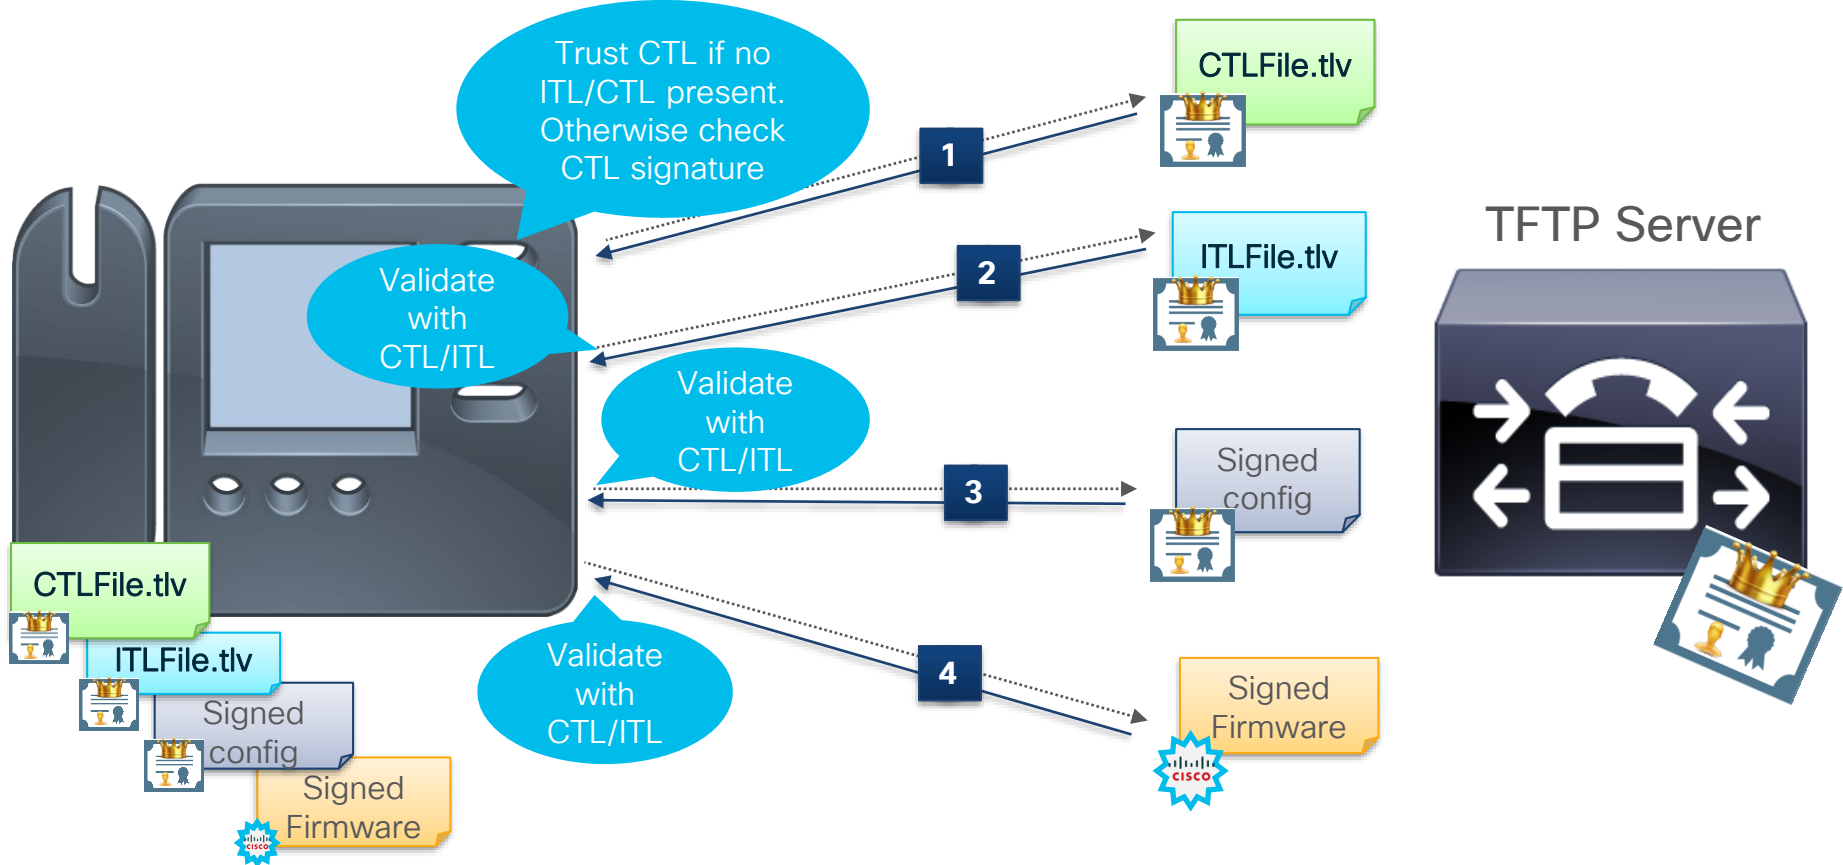 Trust CTL if no
ITL/CTL present.
Otherwise check
CTL signature
1
CTLFile.tlv
Validate
with
CTL/ITL
2
ITLFile.tlv
TFTP Server
Validate
with
CTL/ITL
3
Signed
config
Validate
with
CTL/ITL
4
Signed
Firmware
CISCO
CTLFile.tlv
ITLFile.tlv
Signed
config
Signed
Firmware
CISCO